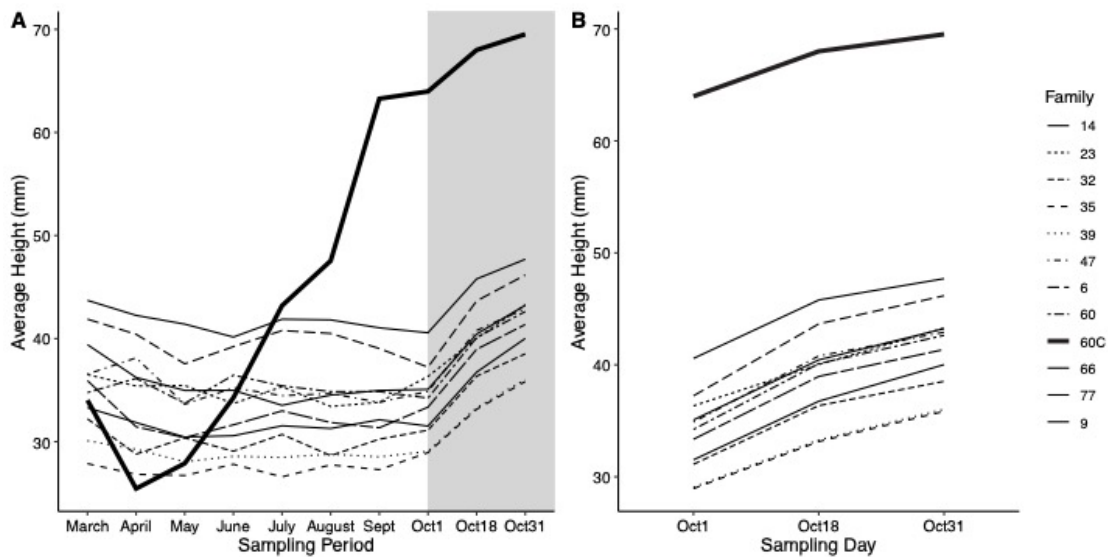 A
Average Height (mm)
70
60
50
40
30
March April May June July August Sept Oct1 Oct18 Oct31
Sampling Period
B
Average Height (mm)
70
60
50
40
30
Oct1 Oct18 Oct31
Sampling Day
Family
14
23
32
35
39
47
6
60
60C
66
77
9